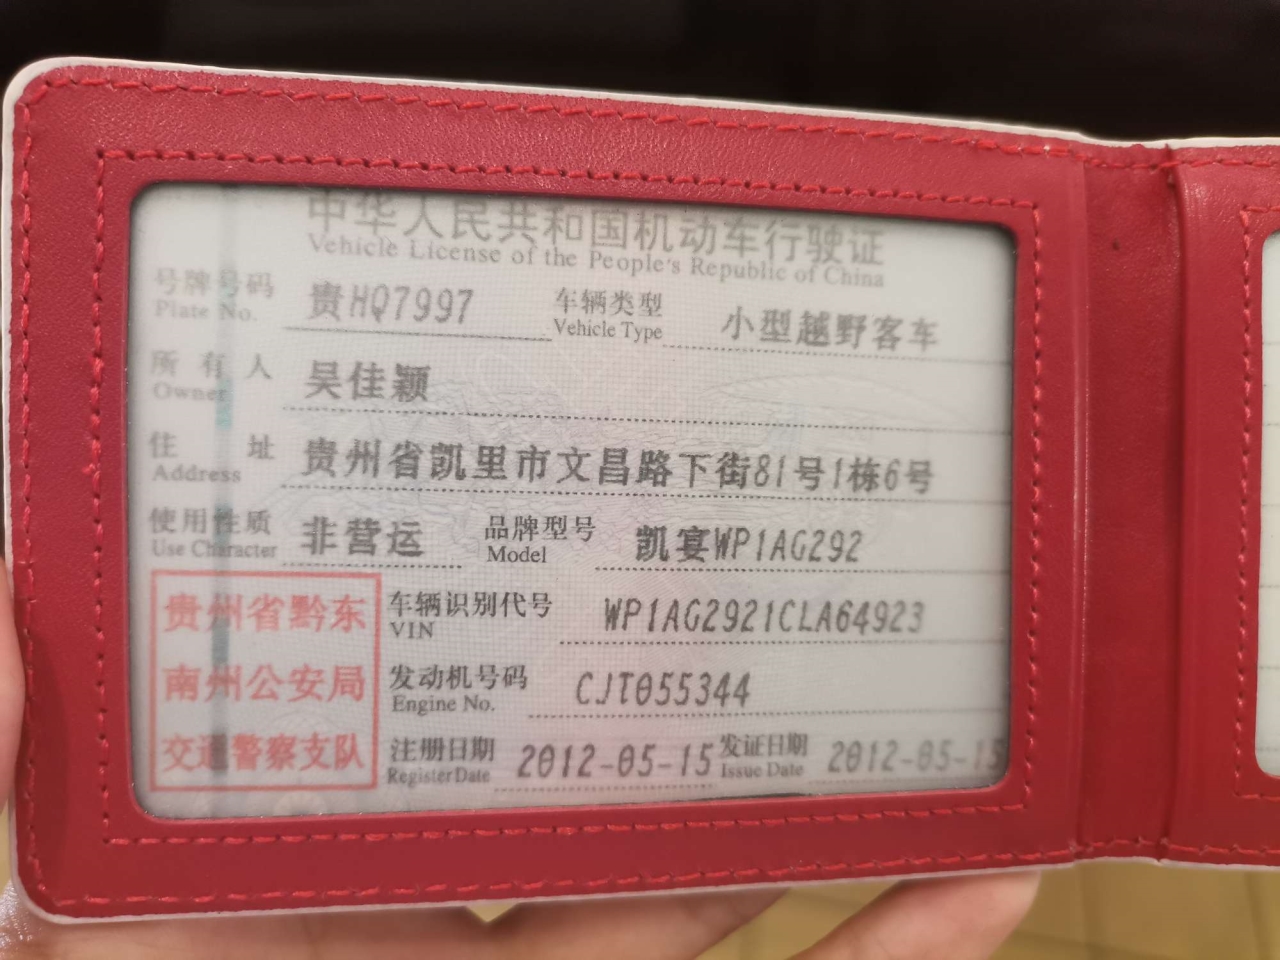 中华人民共和国机动车行驶证
Vehicle License of the People's Republic of China
号牌号码 贵HQ7997 车辆类型 小型越野客车
Plate No. Vehicle Type
所有人 吴佳颖
Owner
住址 贵州省凯里市文昌路下街81号1栋6号
Address
使用性质 非营运 品牌型号 凯宴WP1AG292
Use Character Model
贵州省黔东
南州公安局
交通警察支队
车辆识别代号 WP1AG2921CLA64923
VIN
发动机号码 CJT055344
Engine No.
注册日期 2012-05-15 发证日期 2012-05-15
Register Date Issue Date